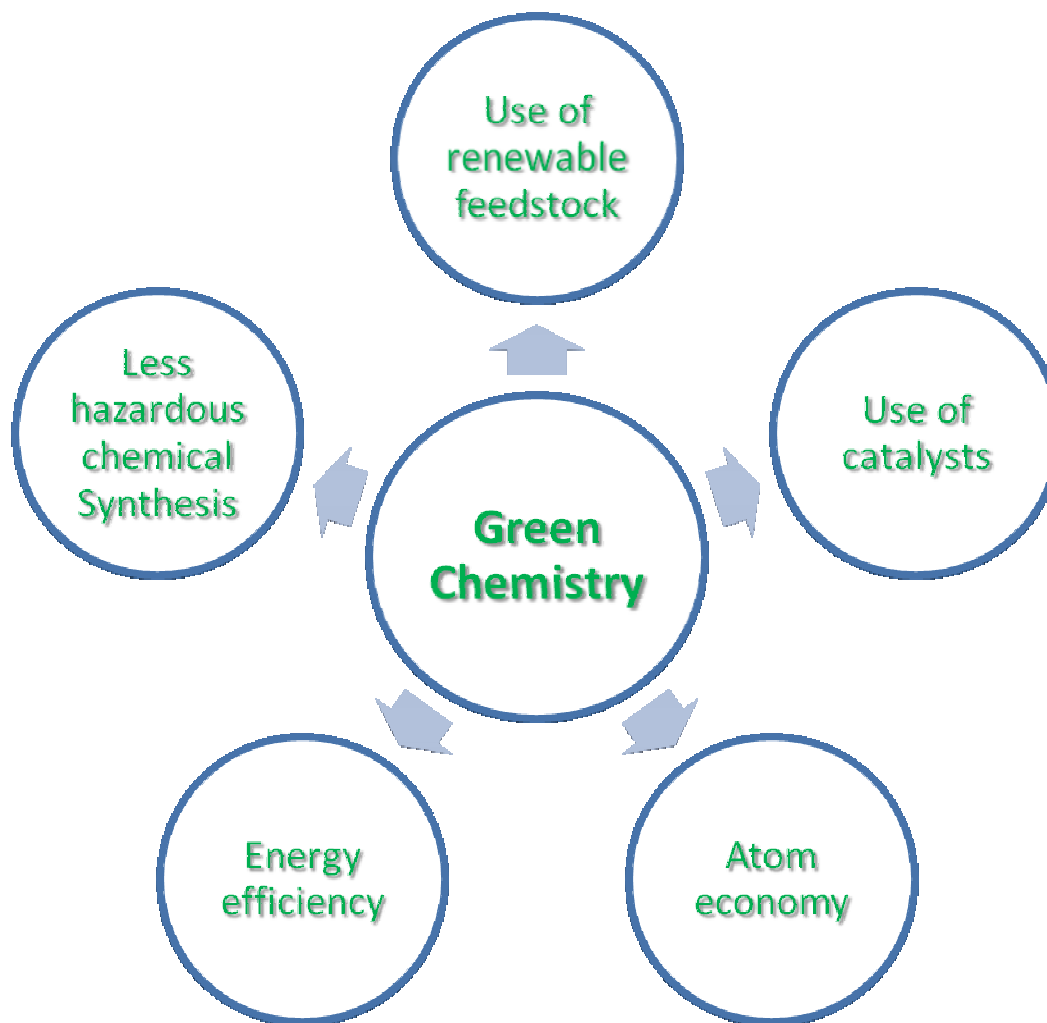 Use of
renewable
feedstock
Less
hazardous
chemical
Synthesis
Use of
catalysts
Green
Chemistry
Energy
efficiency
Atom
economy